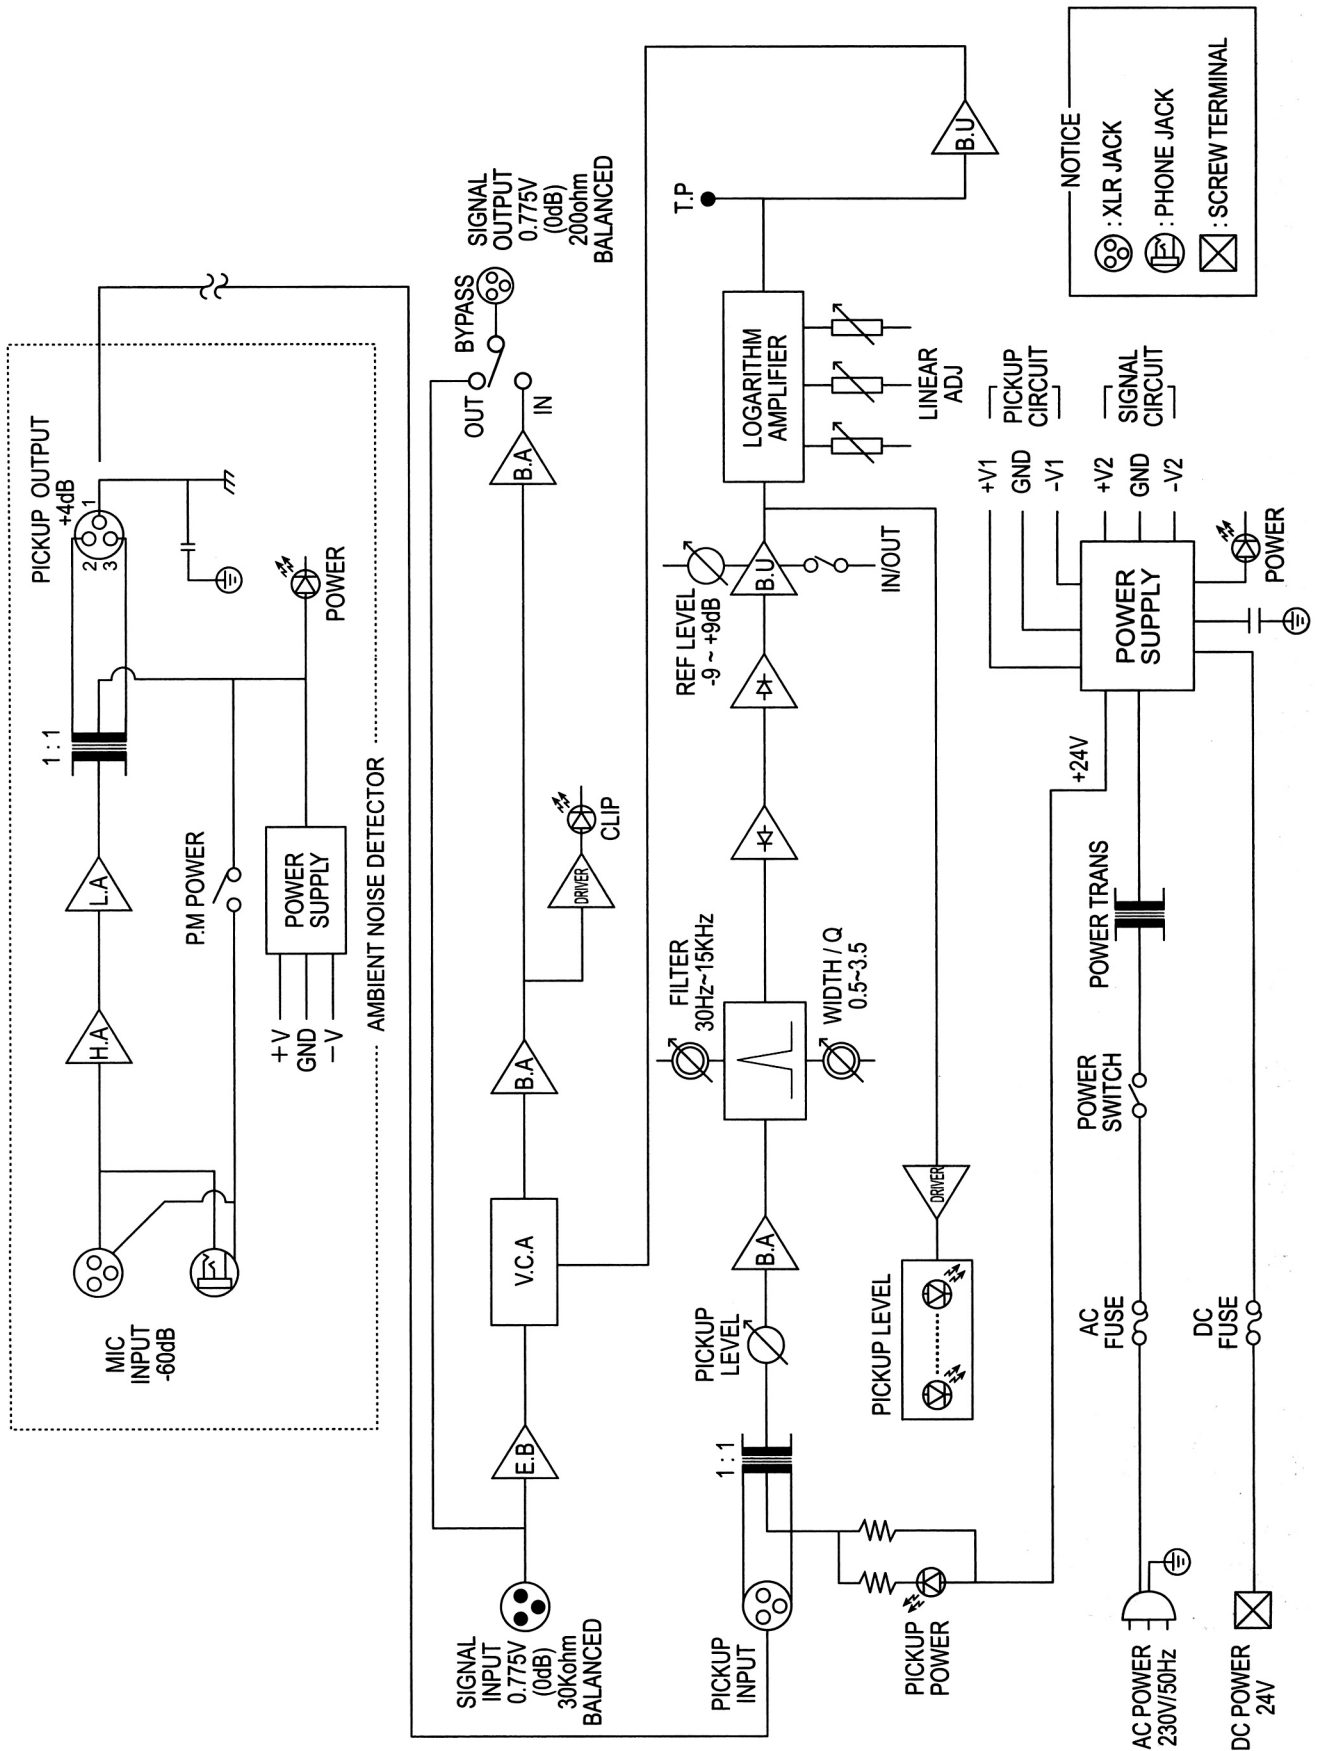 PICKUP OUTPUT
+4dB
1
2
3
1 : 1
L.A
H.A
P.M POWER
POWER
POWER
SUPPLY
+V
GND
-V
MIC
INPUT
-60dB
AMBIENT NOISE DETECTOR
SIGNAL
INPUT
0.775V
(0dB)
30Kohm
BALANCED
E.B
V.C.A
B.A
DRIVER
CLIP
B.A
IN
OUT
BYPASS
SIGNAL
OUTPUT
0.775V
(0dB)
200ohm
BALANCED
PICKUP
INPUT
1 : 1
PICKUP
LEVEL
B.A
FILTER
30Hz~15KHz
WIDTH / Q
0.5~3.5
REF LEVEL
-9 ~ +9dB
B.U
IN/OUT
LOGARITHM
AMPLIFIER
LINEAR
ADJ
T.P
B.U
PICKUP LEVEL
DRIVER
PICKUP
POWER
+24V
AC POWER
230V/50Hz
AC
FUSE
POWER
SWITCH
POWER TRANS
POWER
SUPPLY
+V1
GND
-V1
PICKUP
CIRCUIT
+V2
GND
-V2
SIGNAL
CIRCUIT
POWER
DC POWER
24V
DC
FUSE
NOTICE
: XLR JACK
: PHONE JACK
: SCREW TERMINAL